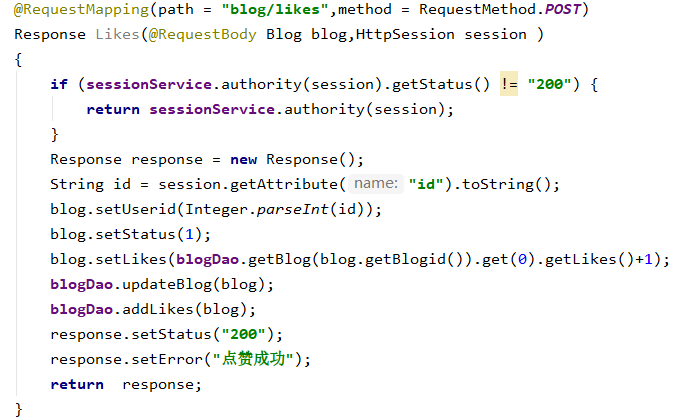 @RequestMapping(path = "blog/likes",method = RequestMethod.POST)
Response Likes(@RequestBody Blog blog,HttpSession session )
{
if (sessionService.authority(session).getStatus() != "200") {
return sessionService.authority(session);
}
Response response = new Response();
String id = session.getAttribute( name: "id").toString();
blog.setUserid(Integer.parseInt(id));
blog.setStatus(1);
blog.setLikes(blogDao.getBlog(blog.getBlogid()).get(0).getLikes()+1);
blogDao.updateBlog(blog);
blogDao.addLikes(blog);
response.setStatus("200");
response.setError("点赞成功");
return  response;
}